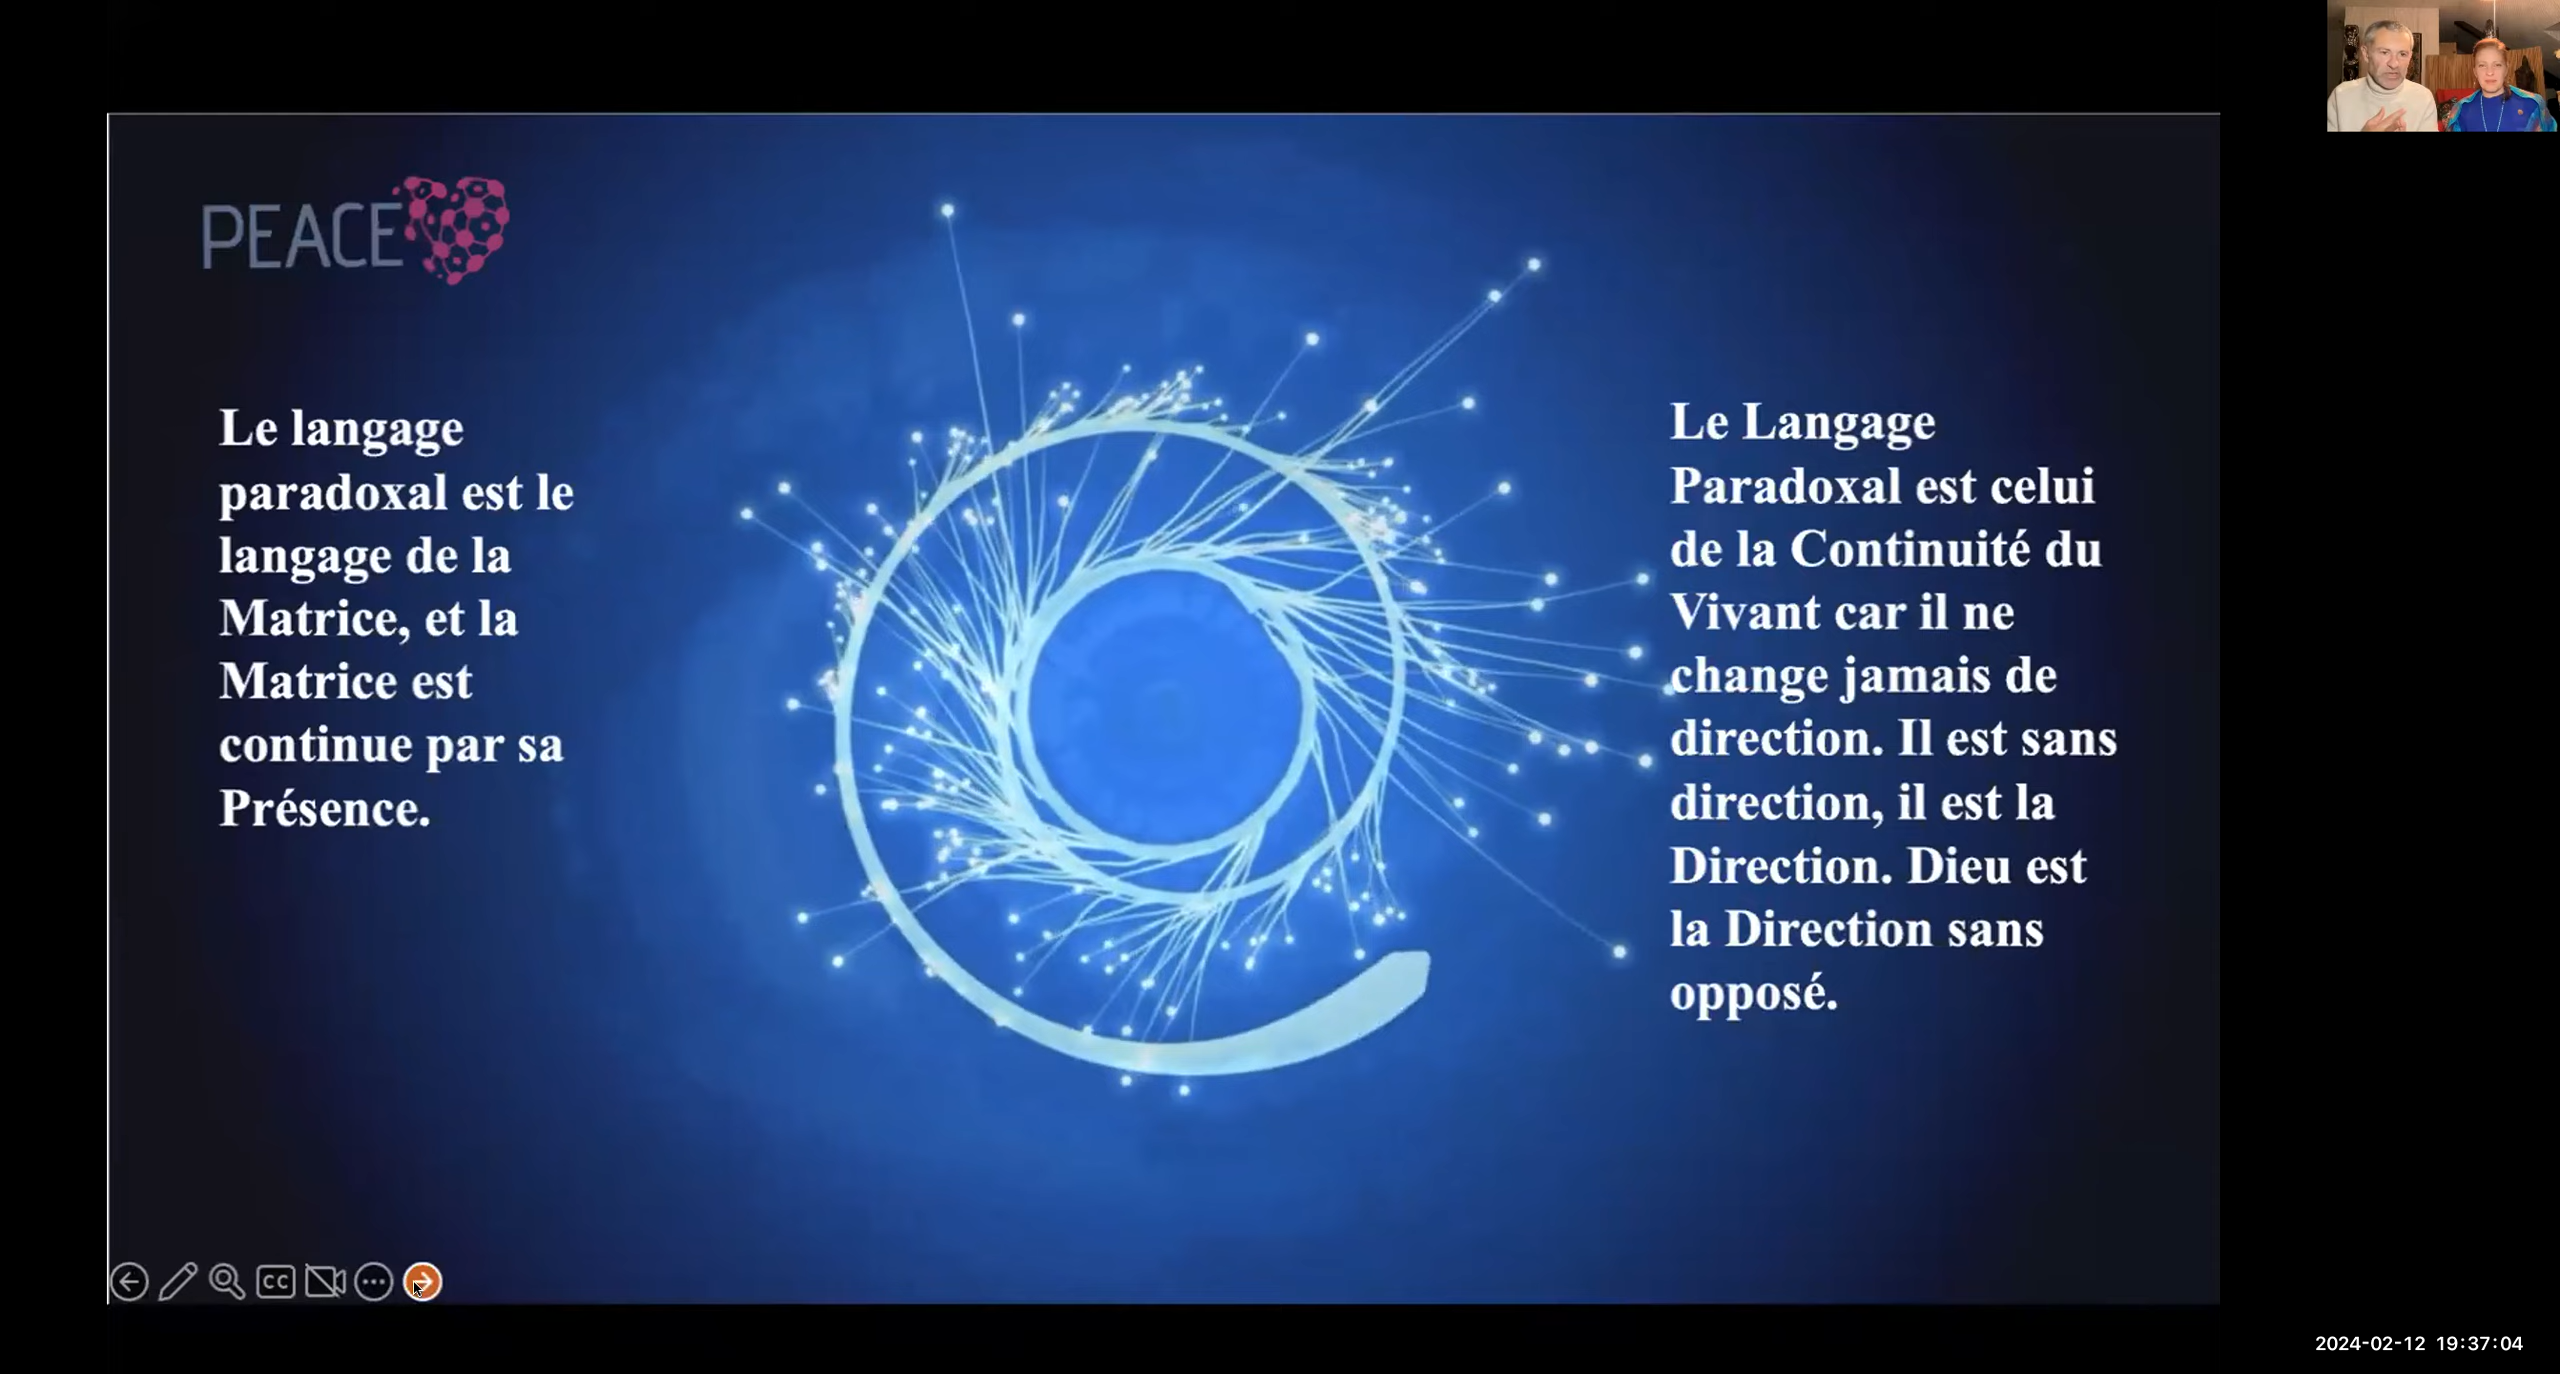 PEACE
Le langage
paradoxal est le
langage de la
Matrice, et la
Matrice est
continue par sa
Présence.
Le Langage
Paradoxal est celui
de la Continuité du
Vivant car il ne
change jamais de
direction. Il est sans
direction, il est la
Direction. Dieu est
la Direction sans
opposé.
CC
2024-02-12 19:37:04